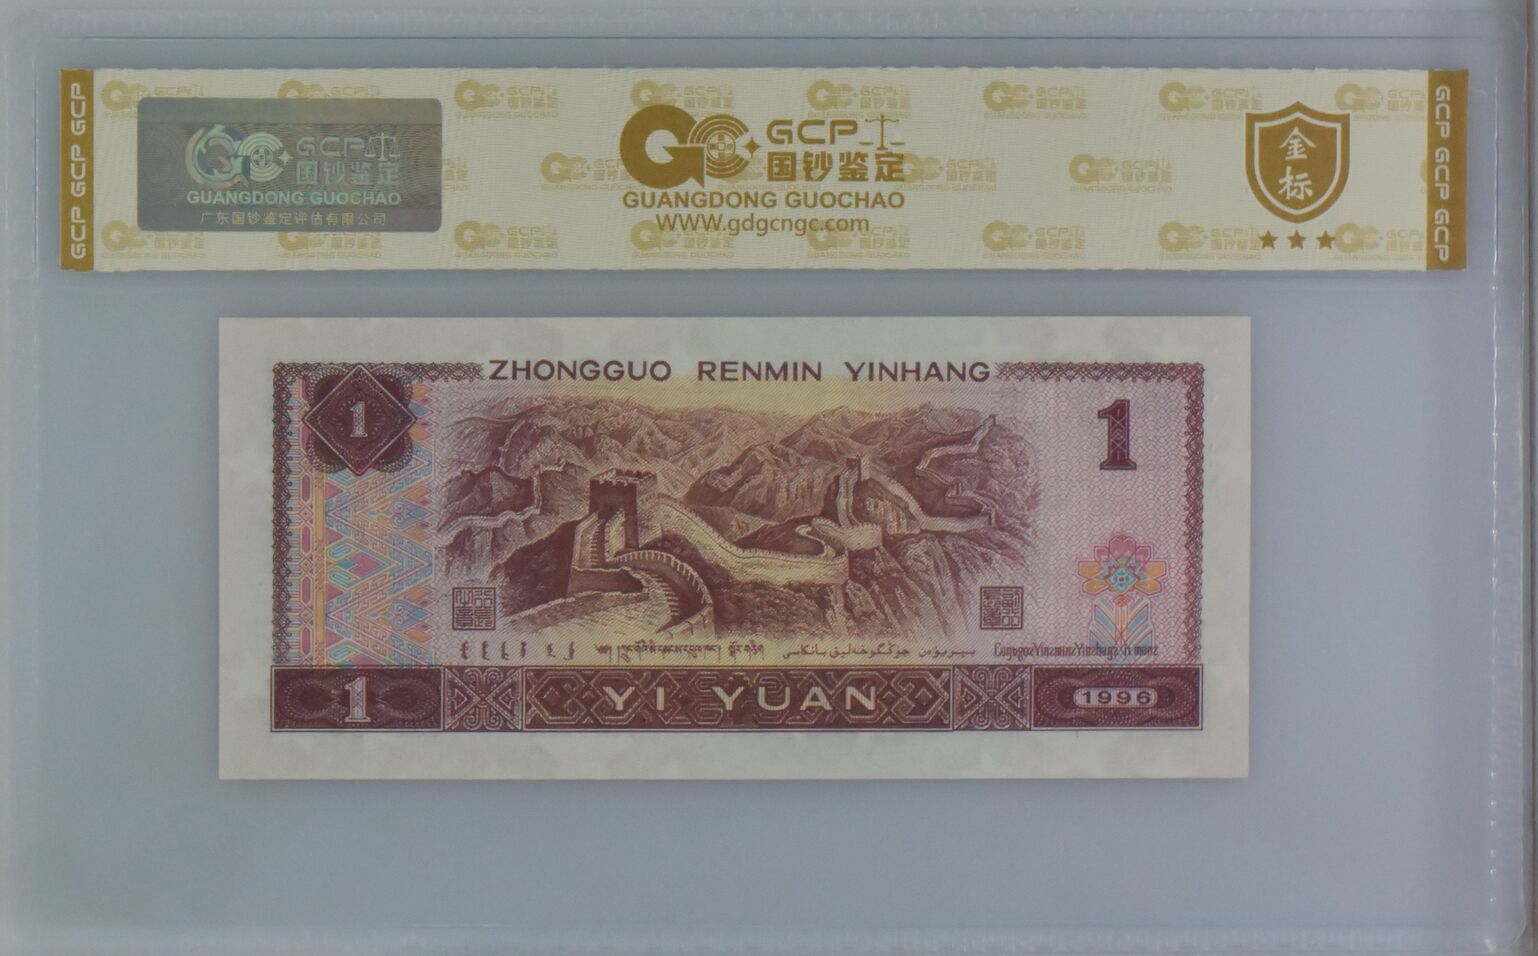 GCP GCP GCP
GCP
国钞鉴定
GUANGDONG GUOCHAO
广东国钞鉴定评估有限公司
GCP
国钞鉴定
GUANGDONG GUOCHAO
WWW.gdgcngc.com
金标
GCP GCP GCP
ZHONGGUO RENMIN YINHANG
1
1
1
YI YUAN
1996